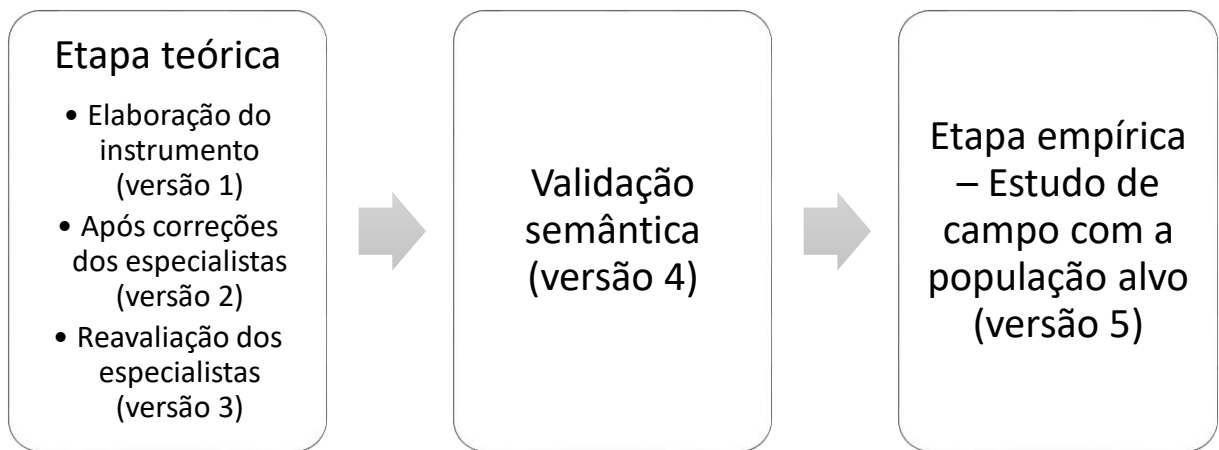 Etapa teórica
• Elaboração do
instrumento
(versão 1)
• Após correções
dos especialistas
(versão 2)
• Reavaliação dos
especialistas
(versão 3)
Validação
semântica
(versão 4)
Etapa empírica
– Estudo de
campo com a
população alvo
(versão 5)